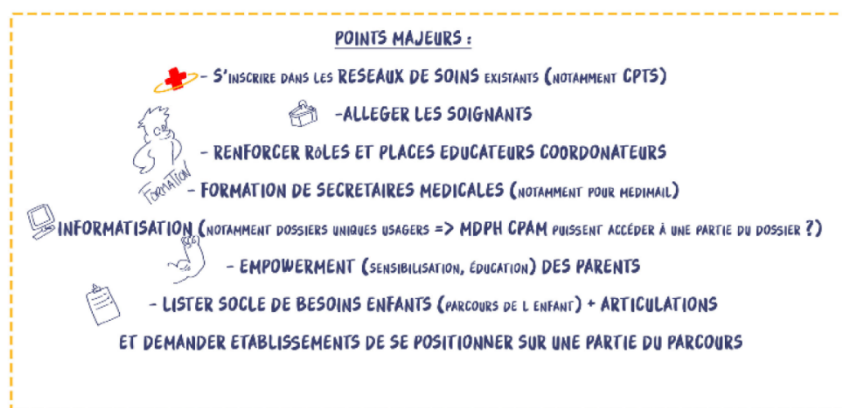 POINTS MAJEURS :
- S'INSCRIRE DANS LES RESEAUX DE SOINS EXISTANTS (NOTAMMENT CPTS)
-ALLEGER LES SOIGNANTS
- RENFORCER RôLES ET PLACES EDUCATEURS COORDONATEURS
FORMATION
- FORMATION DE SECRETAIRES MEDICALES (NOTAMMENT POUR MEDIMAIL)
INFORMATISATION (NOTAMMENT DOSSIERS UNIQUES USAGERS => MDPH CPAM PUISSENT ACCÉDER À UNE PARTIE DU DOSSIER ?)
- EMPOWERMENT (SENSIBILISATION, ÉDUCATION) DES PARENTS
- LISTER SOCLE DE BESOINS ENFANTS (PARCOURS DE L ENFANT) + ARTICULATIONS
ET DEMANDER ETABLISSEMENTS DE SE POSITIONNER SUR UNE PARTIE DU PARCOURS